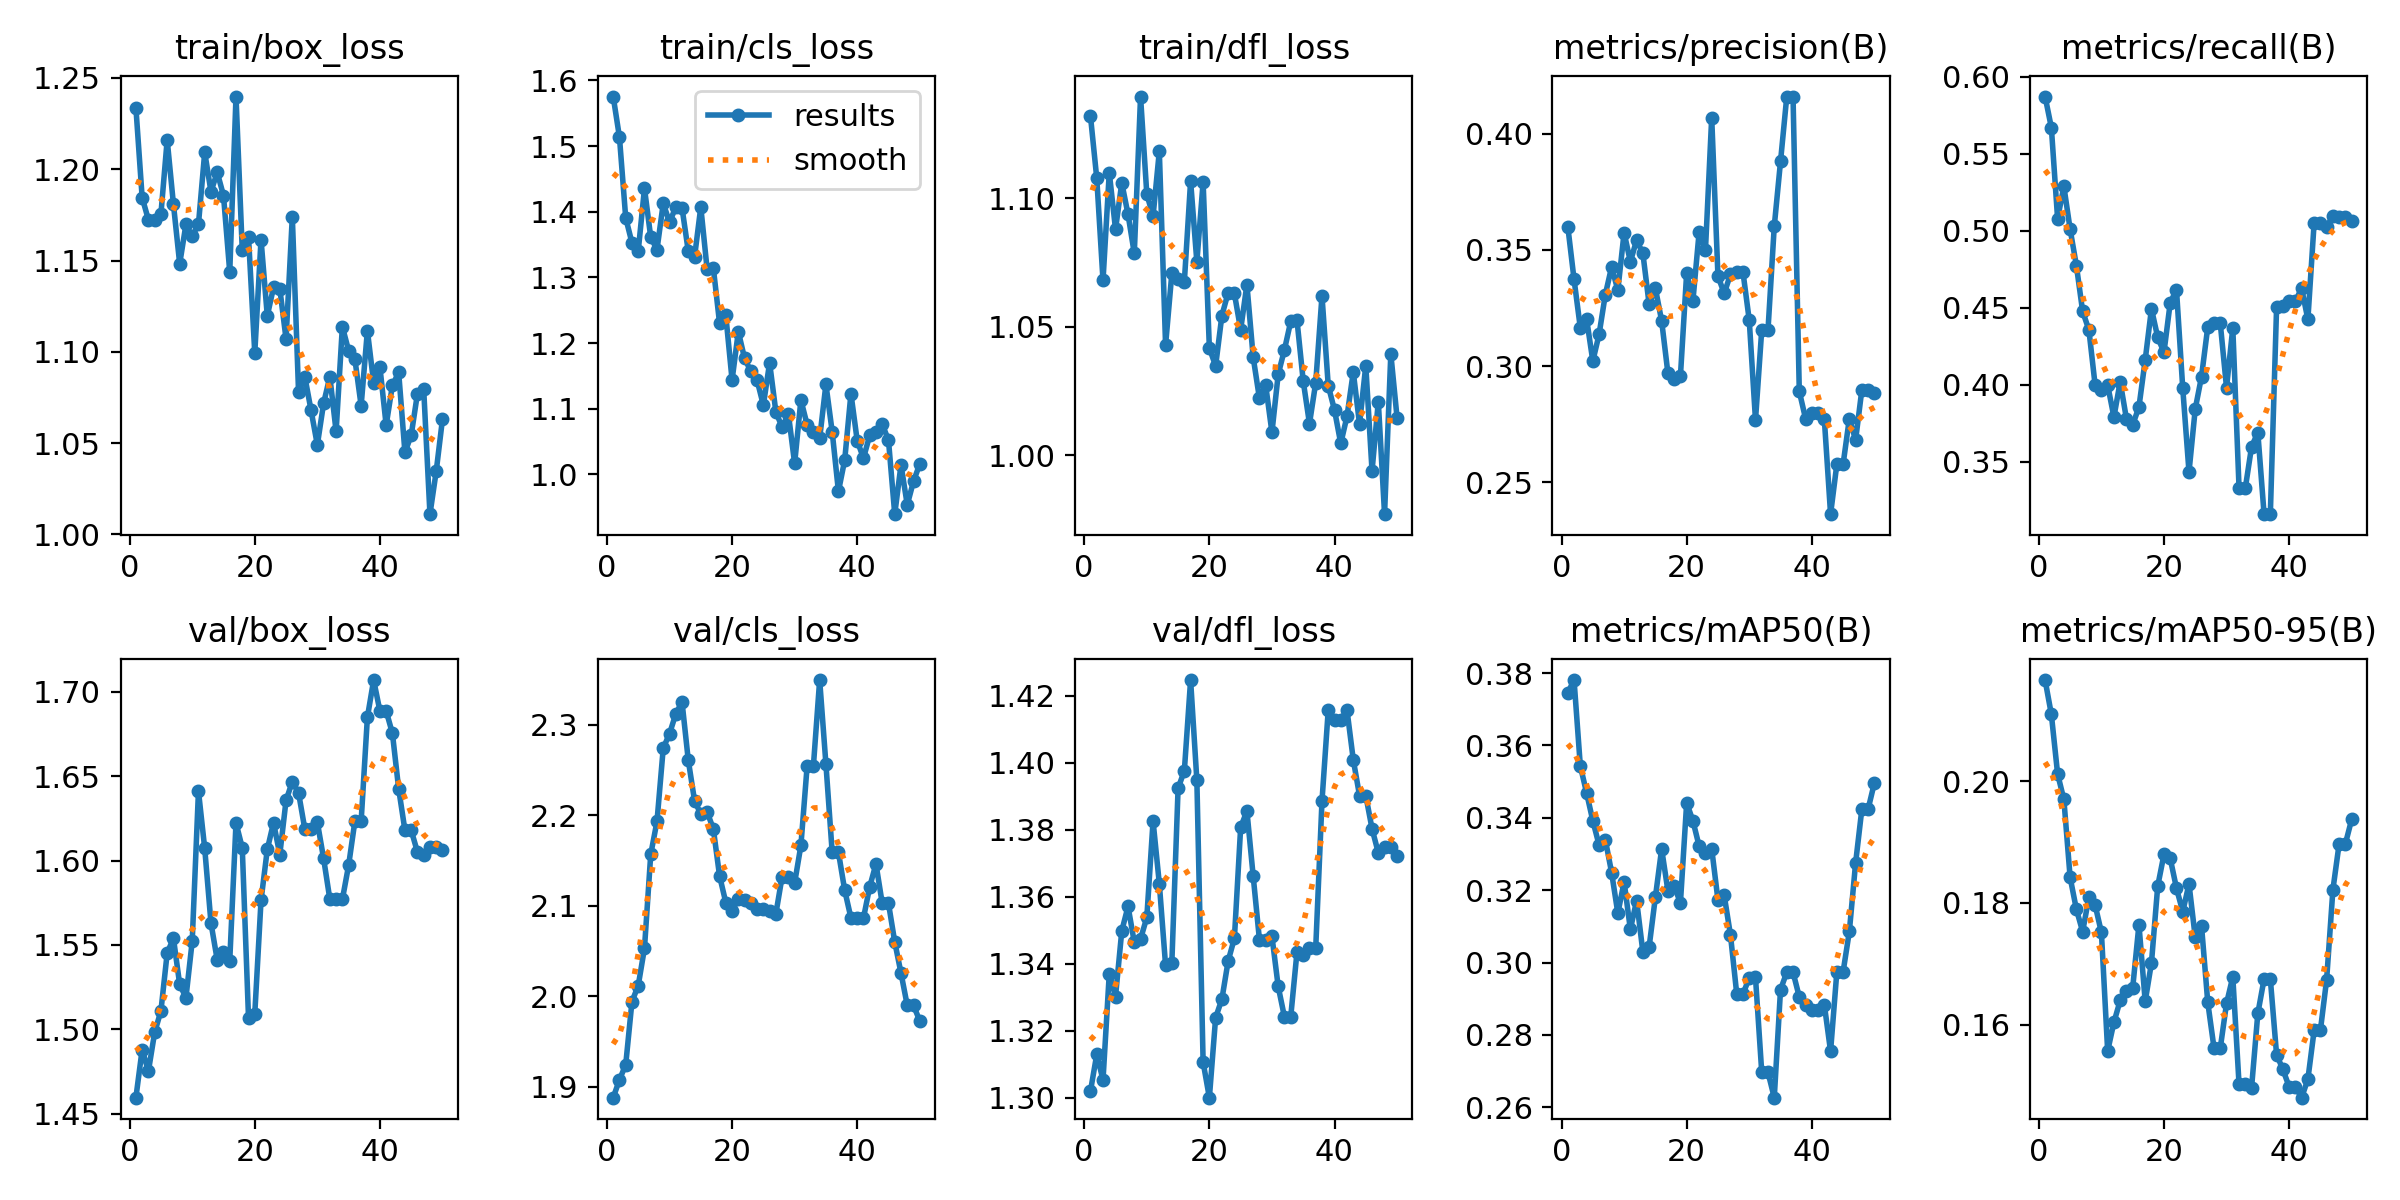 train/box_loss
train/cls_loss
train/dfl_loss
metrics/precision(B)
metrics/recall(B)
1.25
1.20
1.15
1.10
1.05
1.00
0 20 40
1.6
1.5
1.4
1.3
1.2
1.1
1.0
results
smooth
0 20 40
1.10
1.05
1.00
0 20 40
0.40
0.35
0.30
0.25
0 20 40
0.60
0.55
0.50
0.45
0.40
0.35
0 20 40
val/box_loss
val/cls_loss
val/dfl_loss
metrics/mAP50(B)
metrics/mAP50-95(B)
1.70
1.65
1.60
1.55
1.50
1.45
0 20 40
2.3
2.2
2.1
2.0
1.9
0 20 40
1.42
1.40
1.38
1.36
1.34
1.32
1.30
0 20 40
0.38
0.36
0.34
0.32
0.30
0.28
0.26
0 20 40
0.20
0.18
0.16
0 20 40